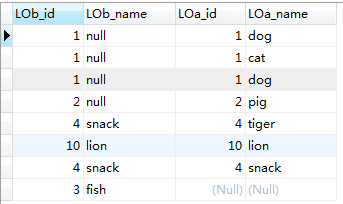 LOb_id LOb_name LOa_id LOa_name
1 null 1 dog
1 null 1 cat
1 null 1 dog
2 null 2 pig
4 snack 4 tiger
10 lion 10 lion
4 snack 4 snack
3 fish (Null) (Null)